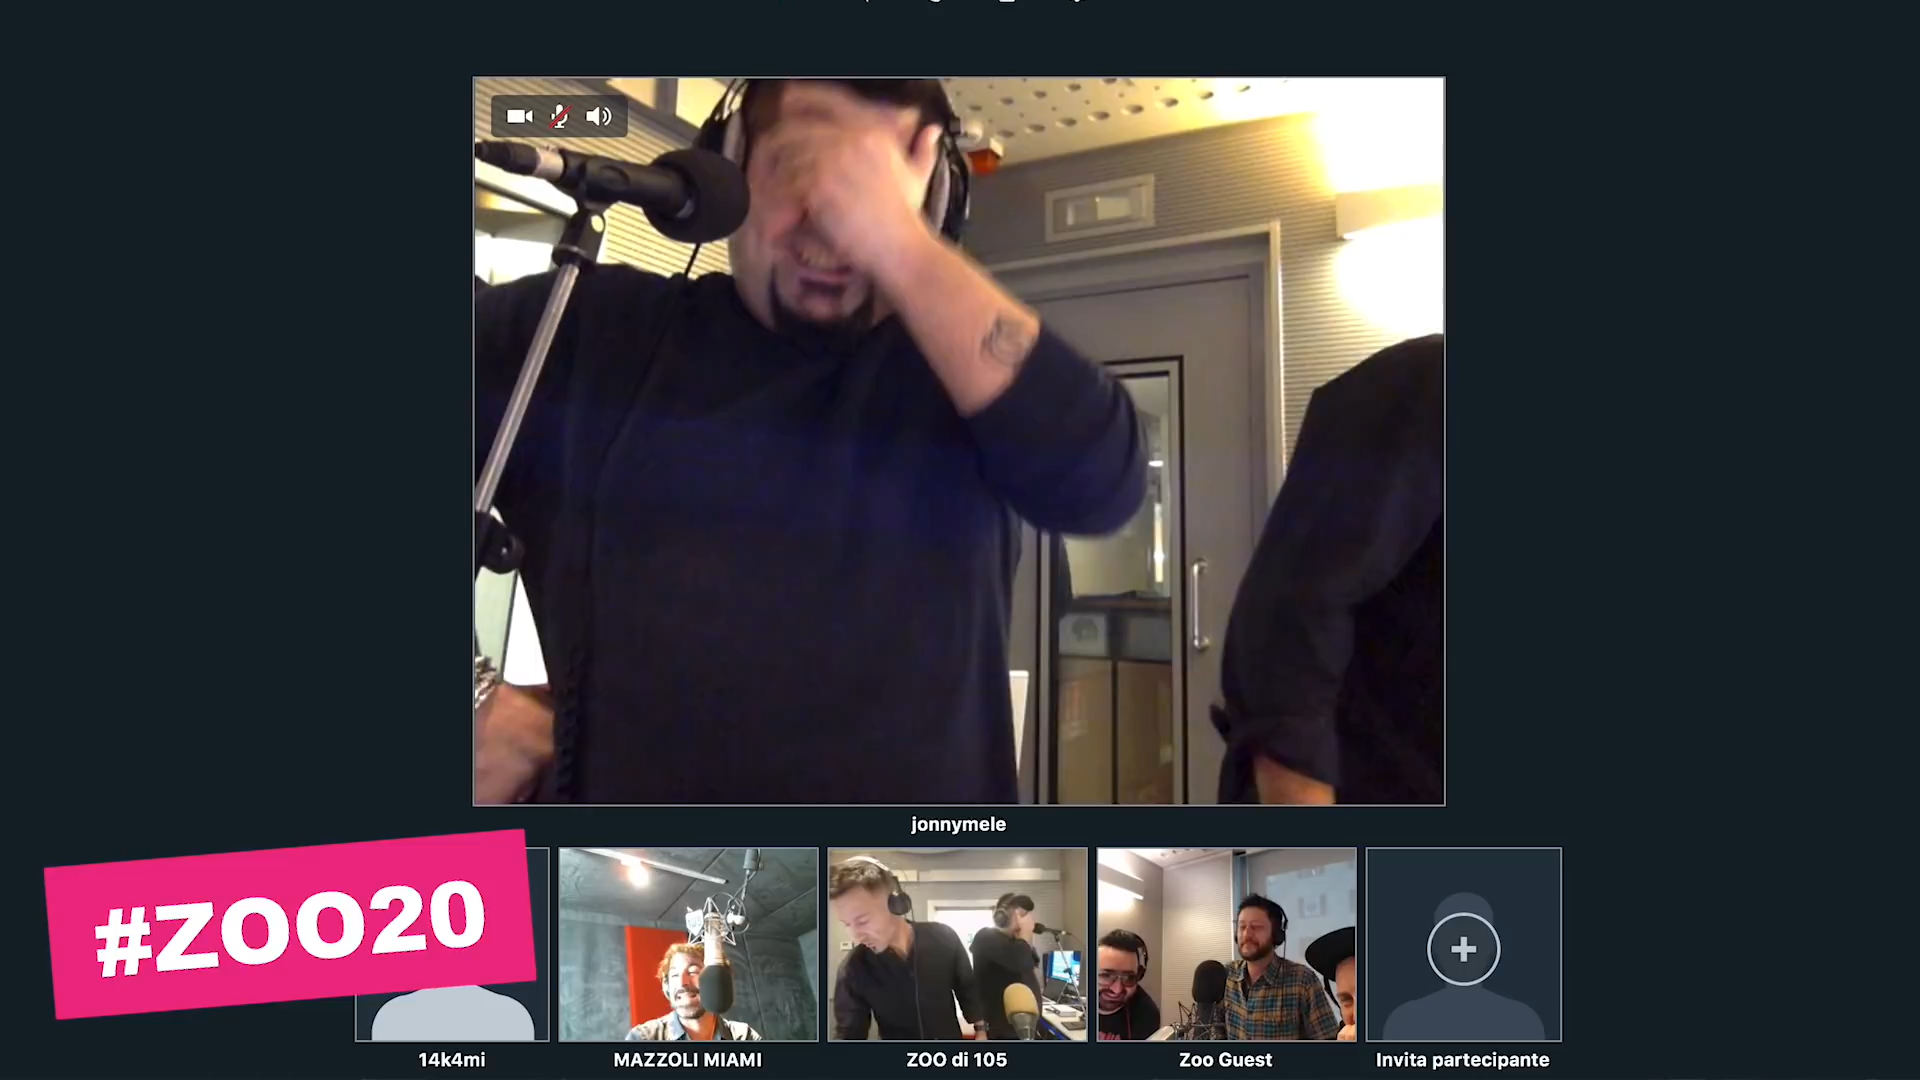 jonnymele
#ZOO20
14k4mi
MAZZOLI MIAMI
ZOO di 105
Zoo Guest
Invita partecipante